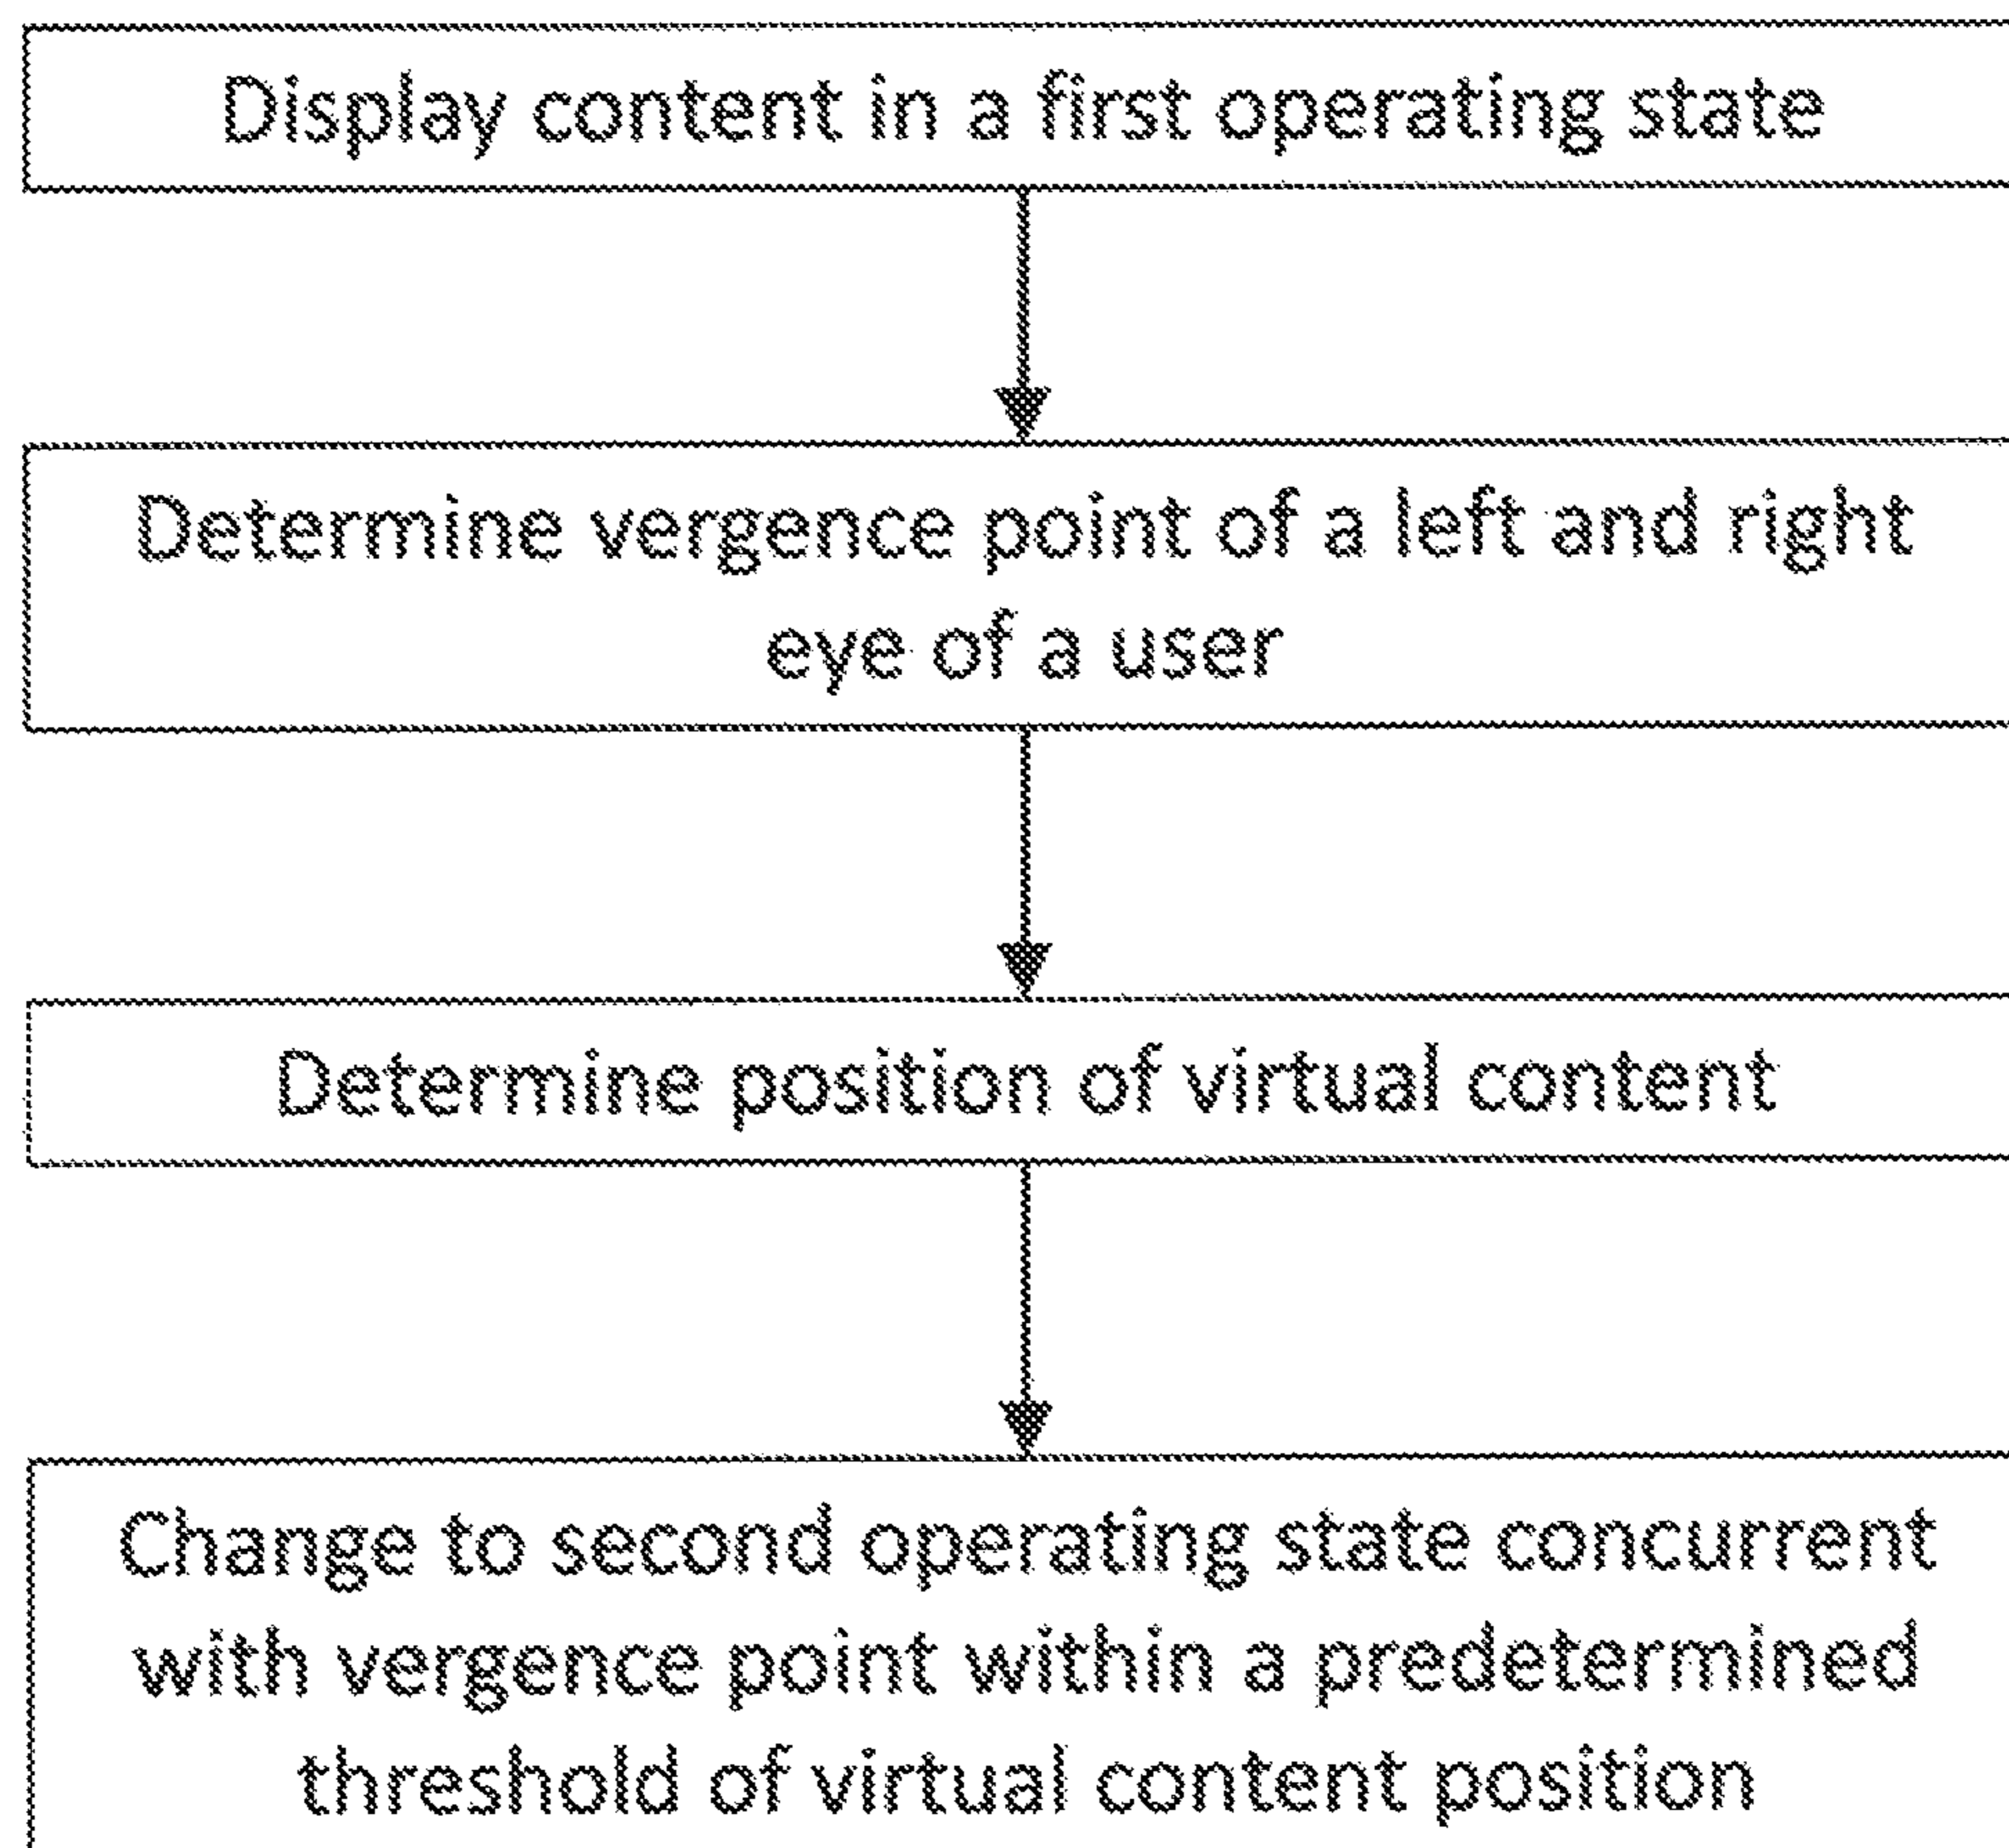 Display content in a first operating state
Determine vergence point of a left and right
eye of a user
Determine position of virtual content
Change to second operating state concurrent
with vergence point within a predetermined
threshold of virtual content position